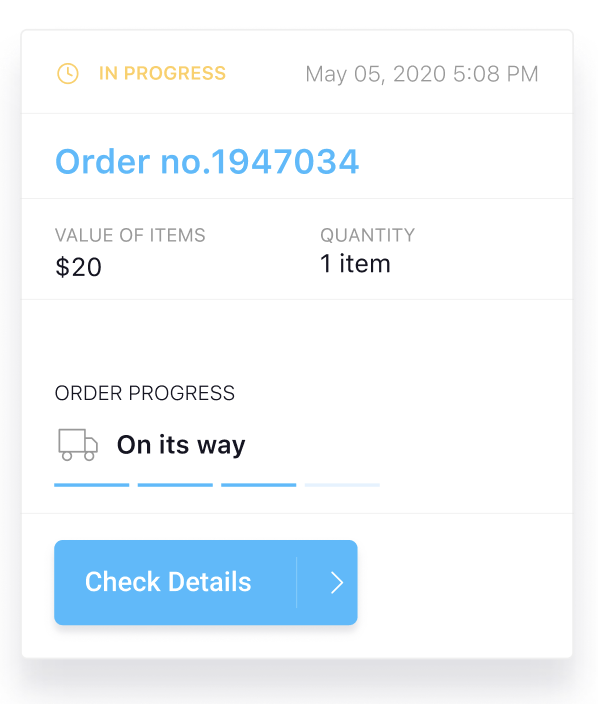 IN PROGRESS May 05, 2020 5:08 PM
Order no.1947034
VALUE OF ITEMS QUANTITY
$20 1 item
ORDER PROGRESS
On its way
Check Details